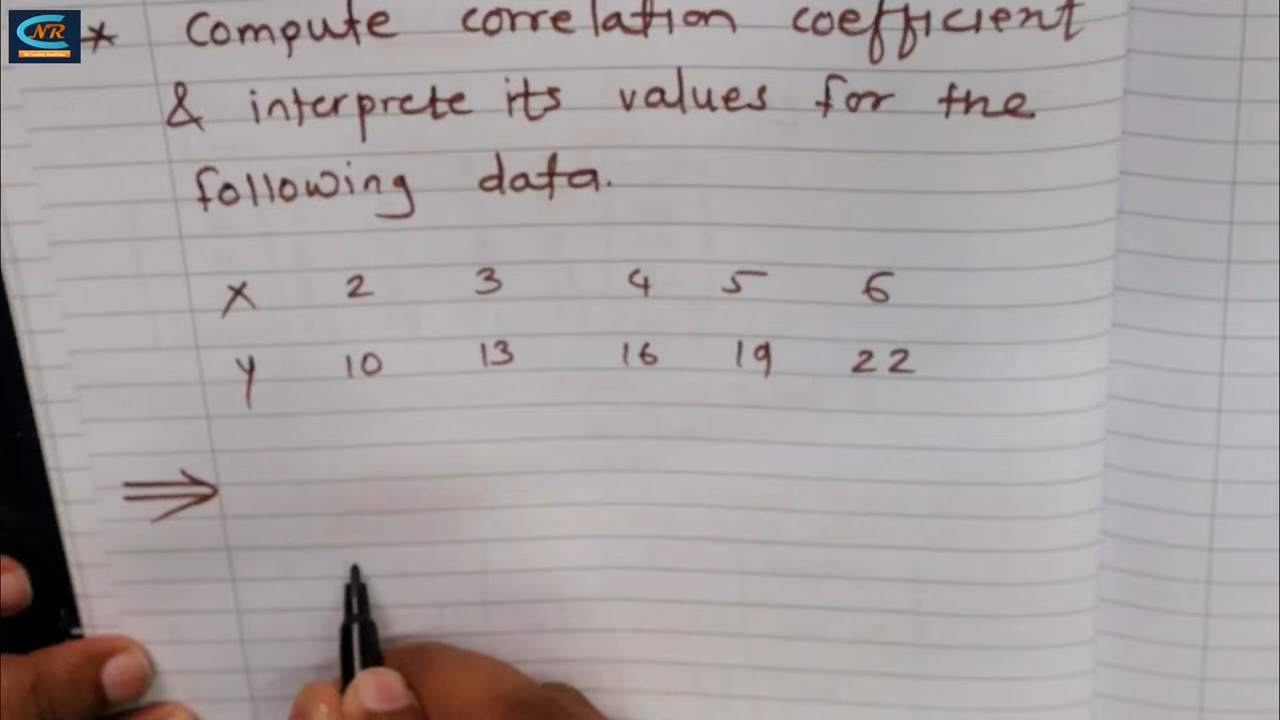 NR
* Compute correlation coefficient
& interprete its values for the
following data.
X 2 3 4 5 6
Y 10 13 16 19 22
⇒